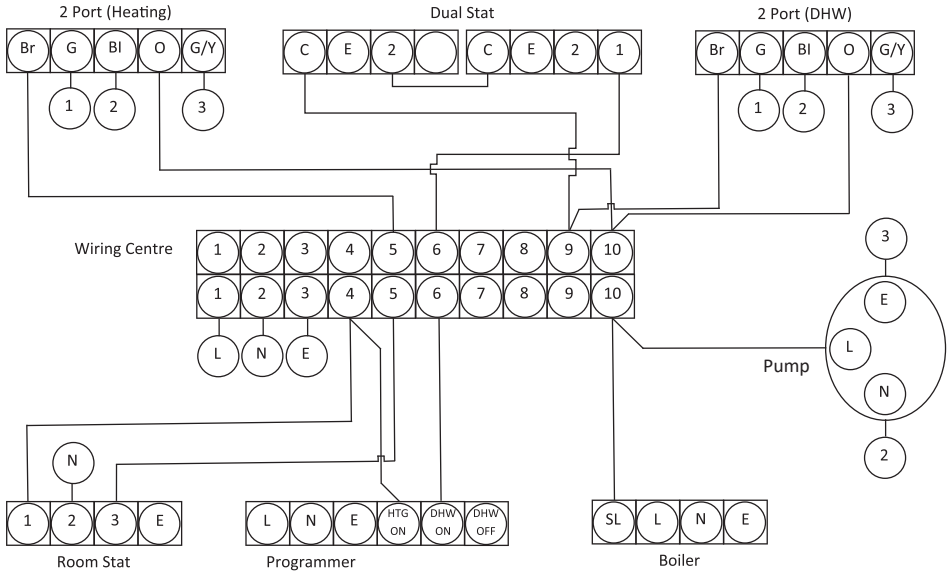 2 Port (Heating)
Dual Stat
2 Port (DHW)
Br G Bl O G/Y
C E 2
C E 2 1
Br G Bl O G/Y
1 2 3
1 2 3
Wiring Centre
1 2 3 4 5 6 7 8 9 10
1 2 3 4 5 6 7 8 9 10
L N E
3
E
L
N
Pump
2
N
1 2 3 E
L N E HTG ON DHW ON DHW OFF
SL L N E
Room Stat
Programmer
Boiler